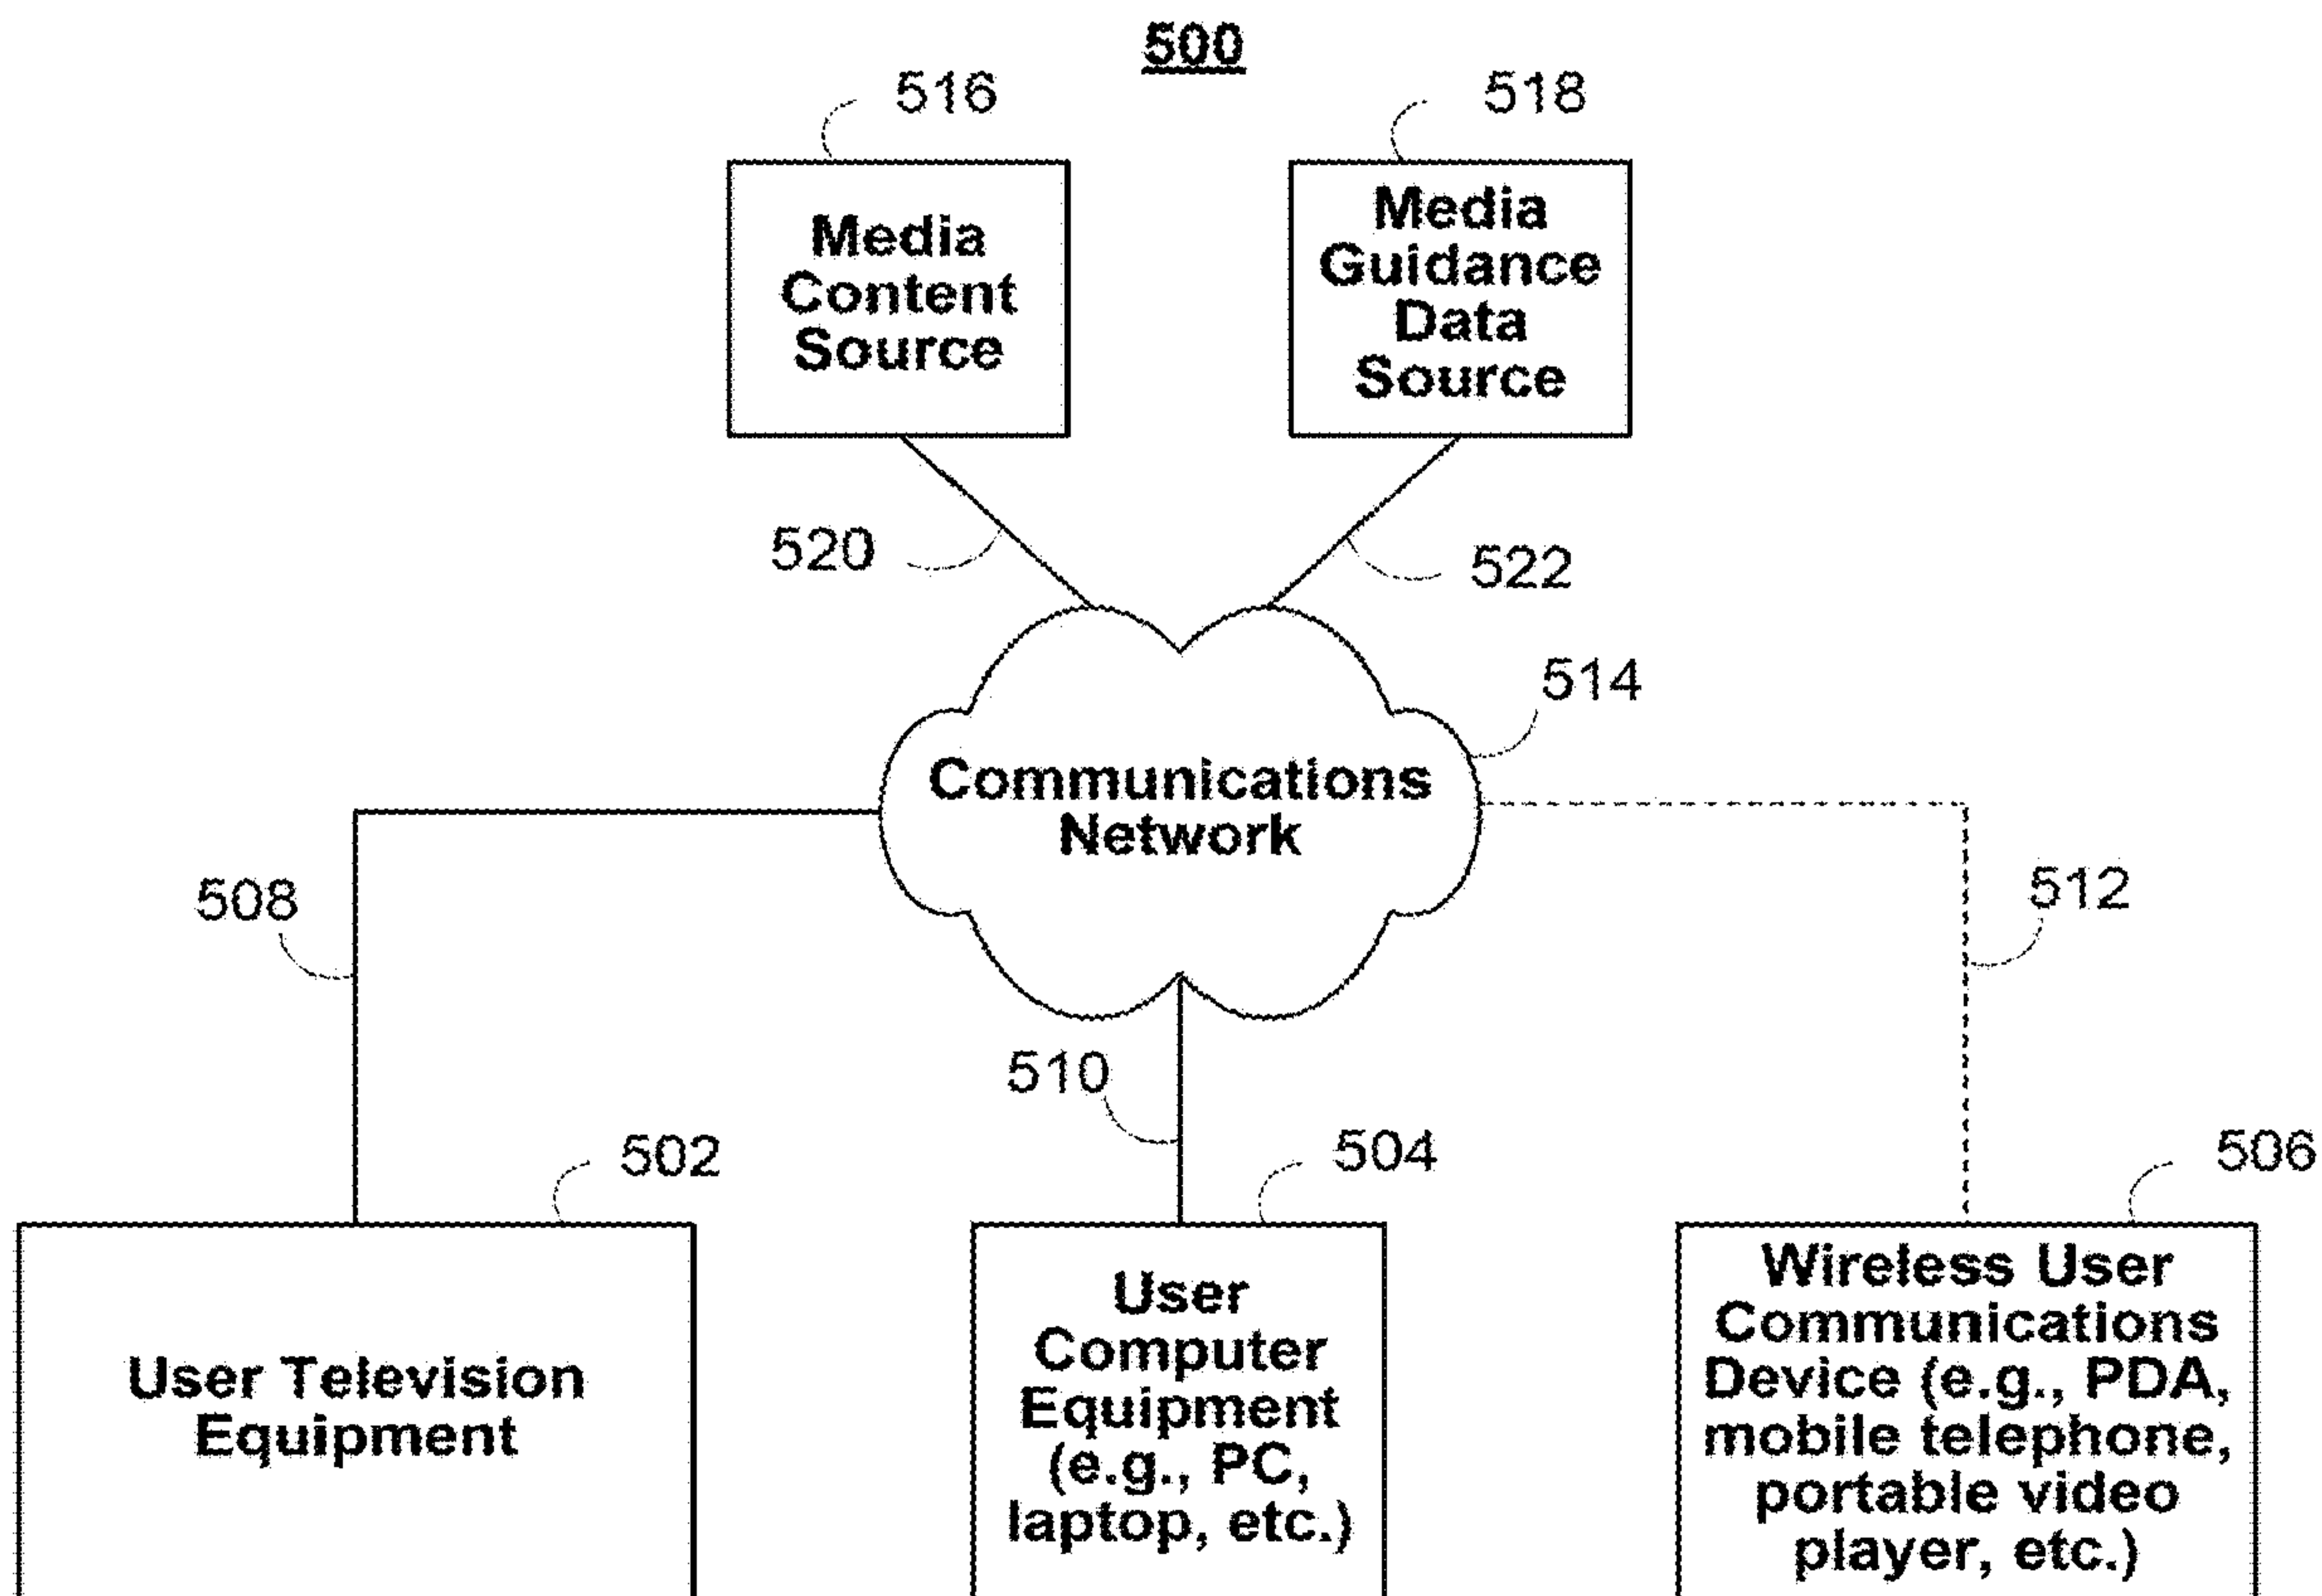 500
516
518
Media
Content
Source
Media
Guidance
Data
Source
520
522
514
Communications
Network
508
512
510
502
504
506
User Television
Equipment
User
Computer
Equipment
(e.g., PC,
laptop, etc.)
Wireless User
Communications
Device (e.g., PDA,
mobile telephone,
portable video
player, etc.)